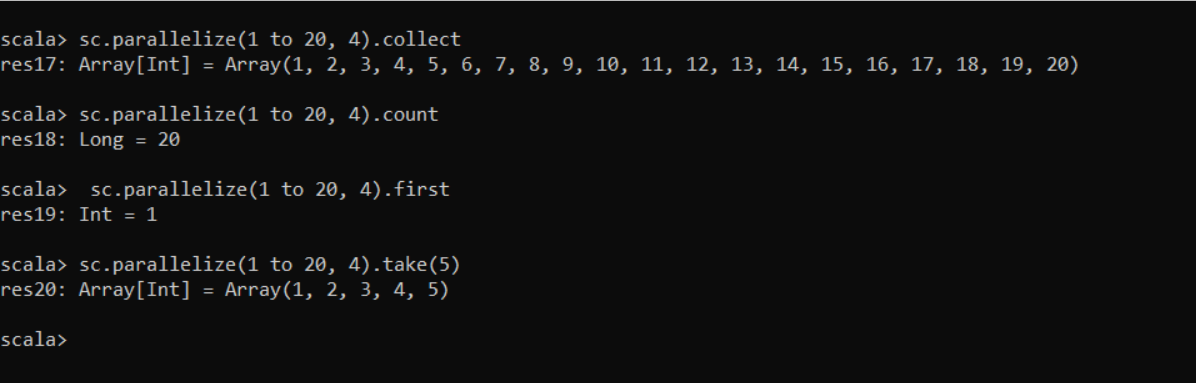 scala> sc.parallelize(1 to 20, 4).collect
res17: Array[Int] = Array(1, 2, 3, 4, 5, 6, 7, 8, 9, 10, 11, 12, 13, 14, 15, 16, 17, 18, 19, 20)
scala> sc.parallelize(1 to 20, 4).count
res18: Long = 20
scala>  sc.parallelize(1 to 20, 4).first
res19: Int = 1
scala> sc.parallelize(1 to 20, 4).take(5)
res20: Array[Int] = Array(1, 2, 3, 4, 5)
scala>